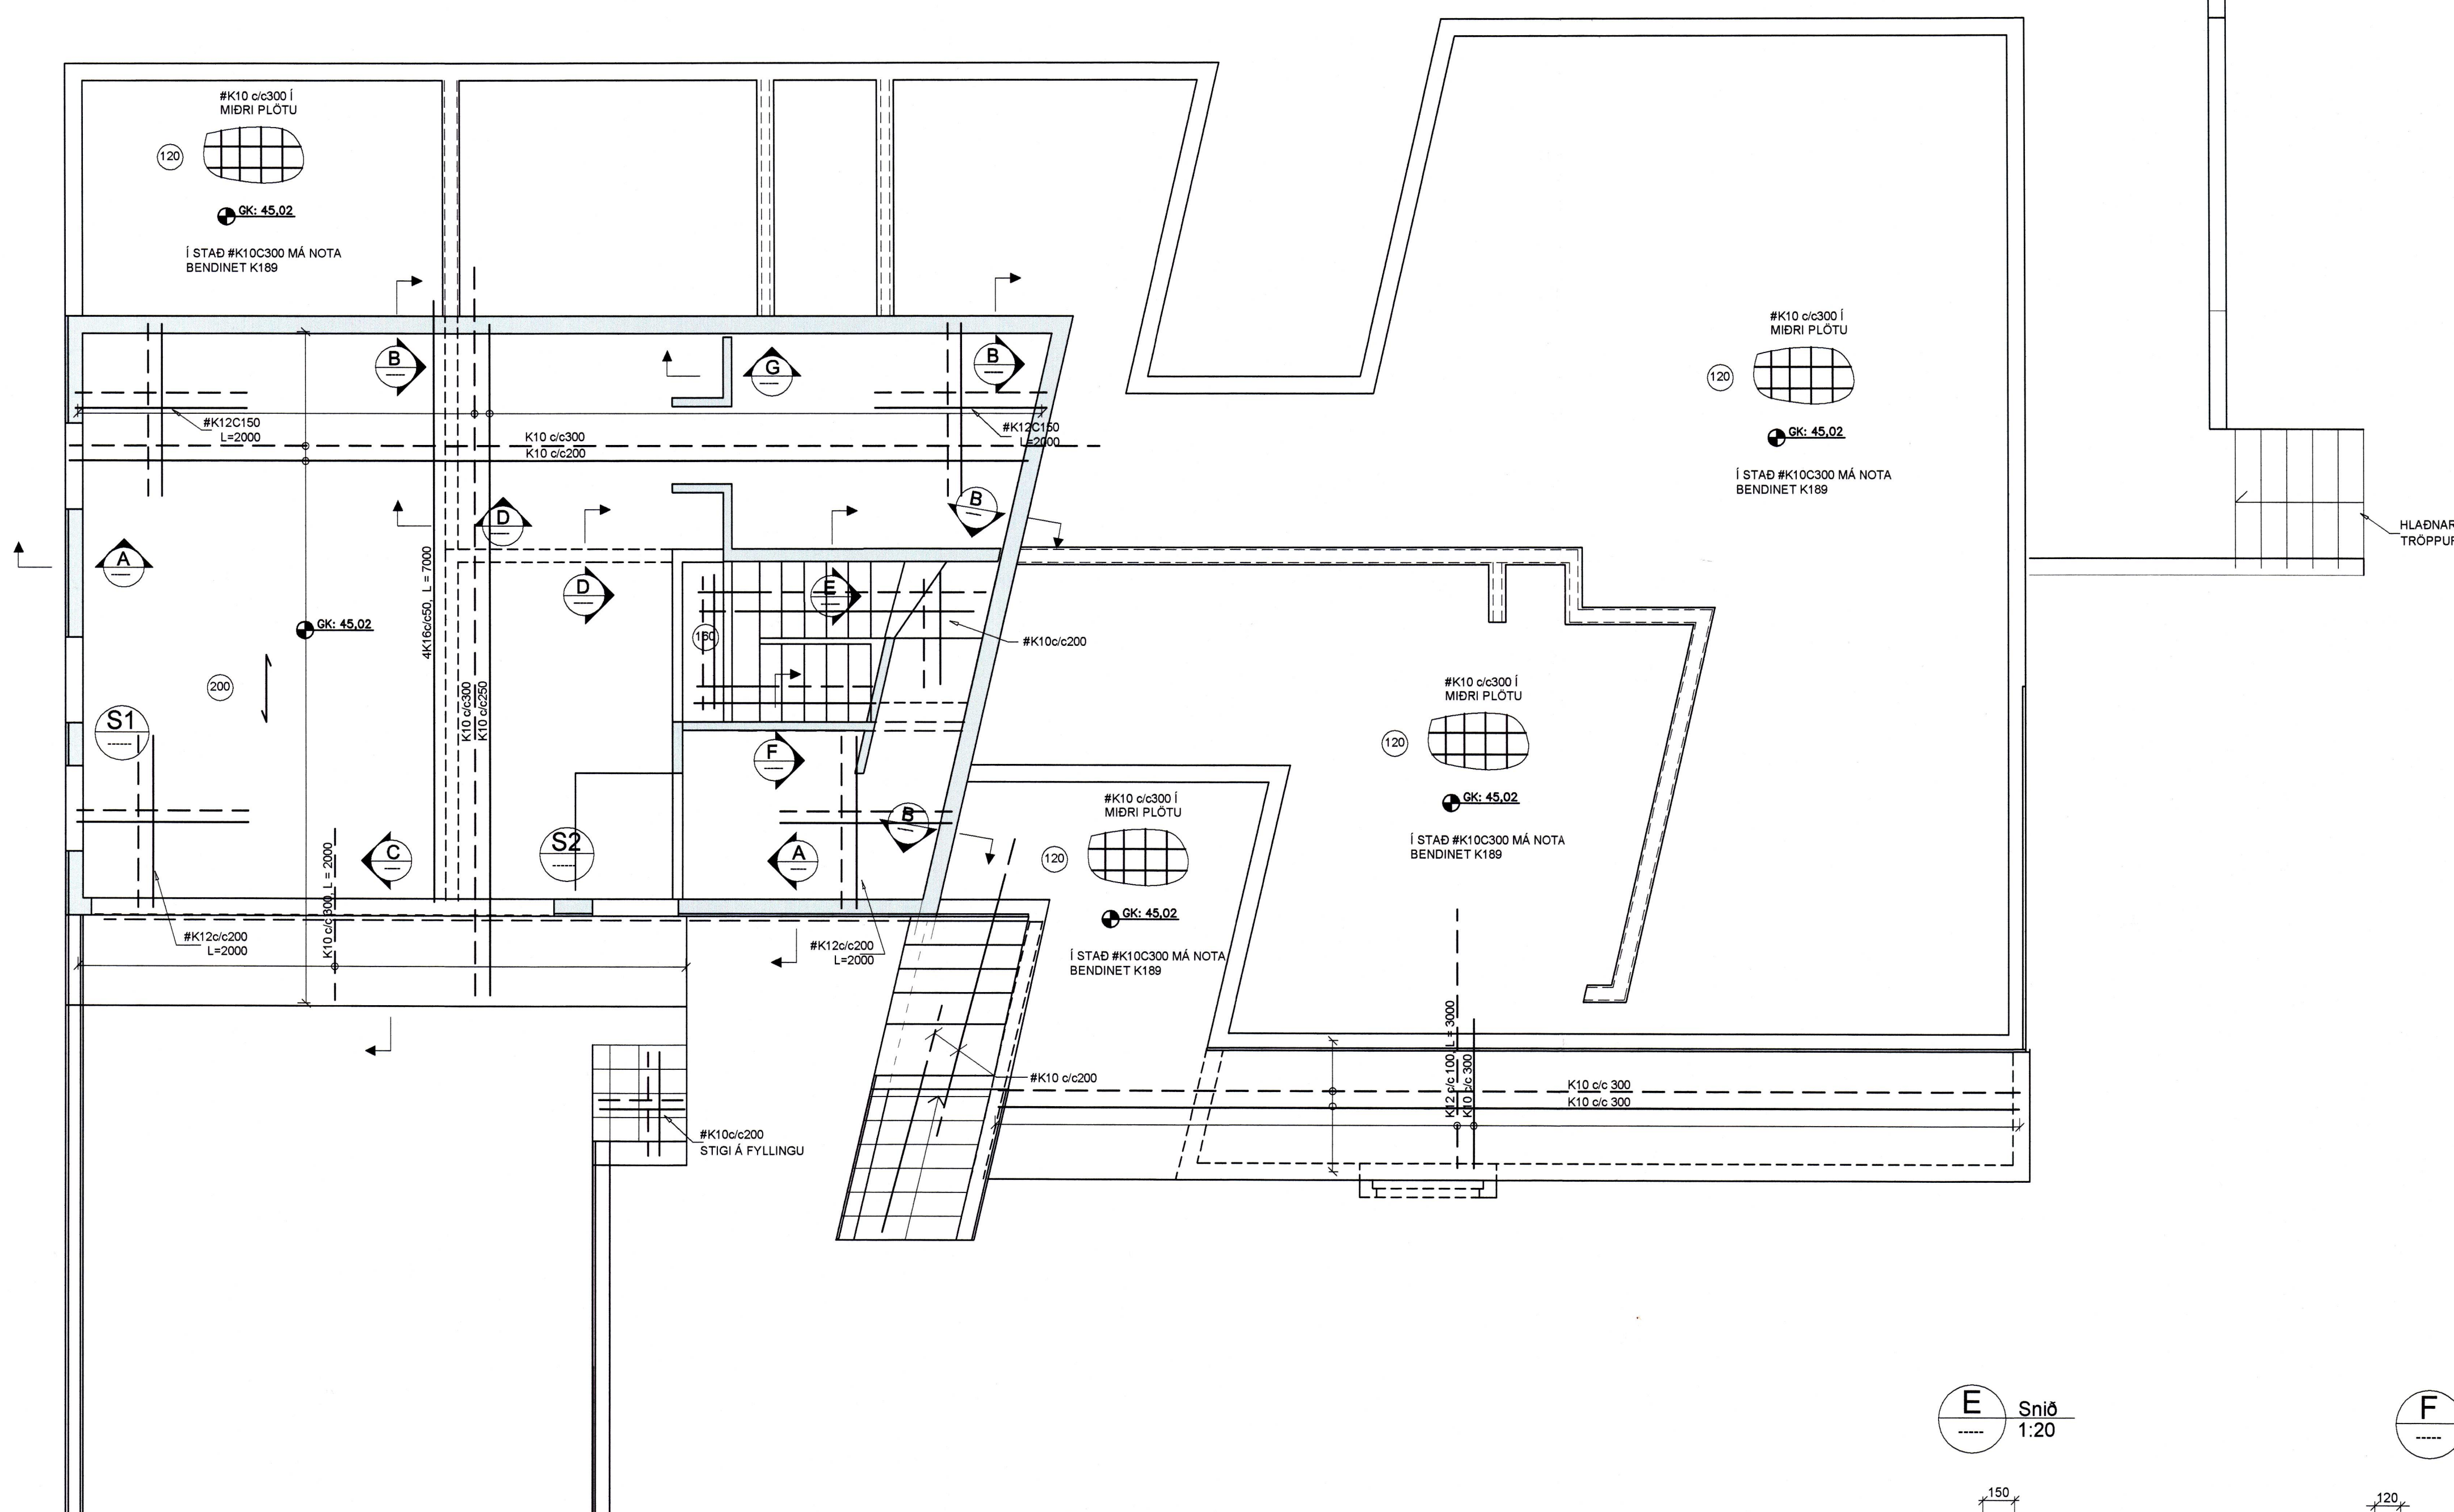 #K10 c/c300 Í
MIÐRI PLÖTU
120
GK: 45,02
Í STAÐ #K10C300 MÁ NOTA
BENDINET K189
#K10 c/c300 Í
MIÐRI PLÖTU
120
GK: 45,02
Í STAÐ #K10C300 MÁ NOTA
BENDINET K189
B
G
B
#K12C150
L=2000
#K12C150
L=2000
K10 c/c300
K10 c/c200
B
D
A
D
E
4K16c/c50, L = 7000
GK: 45,02
160
#K10c/c200
200
K10 c/c300
K10 c/c250
S1
F
B
S2
C
A
K10 c/c 300, L = 2000
#K12c/c200
L=2000
#K12c/c200
L=2000
#K10 c/c300 Í
MIÐRI PLÖTU
120
GK: 45,02
Í STAÐ #K10C300 MÁ NOTA
BENDINET K189
#K10 c/c300 Í
MIÐRI PLÖTU
120
GK: 45,02
Í STAÐ #K10C300 MÁ NOTA
BENDINET K189
HLAÐNAR
TRÖPPUR
#K10 c/c200
K12 c/c 100, L = 3000
K10 c/c 300
K10 c/c 300
K10 c/c 300
#K10c/c200
STIGI Á FYLLINGU
E
Snið
1:20
F
150
120